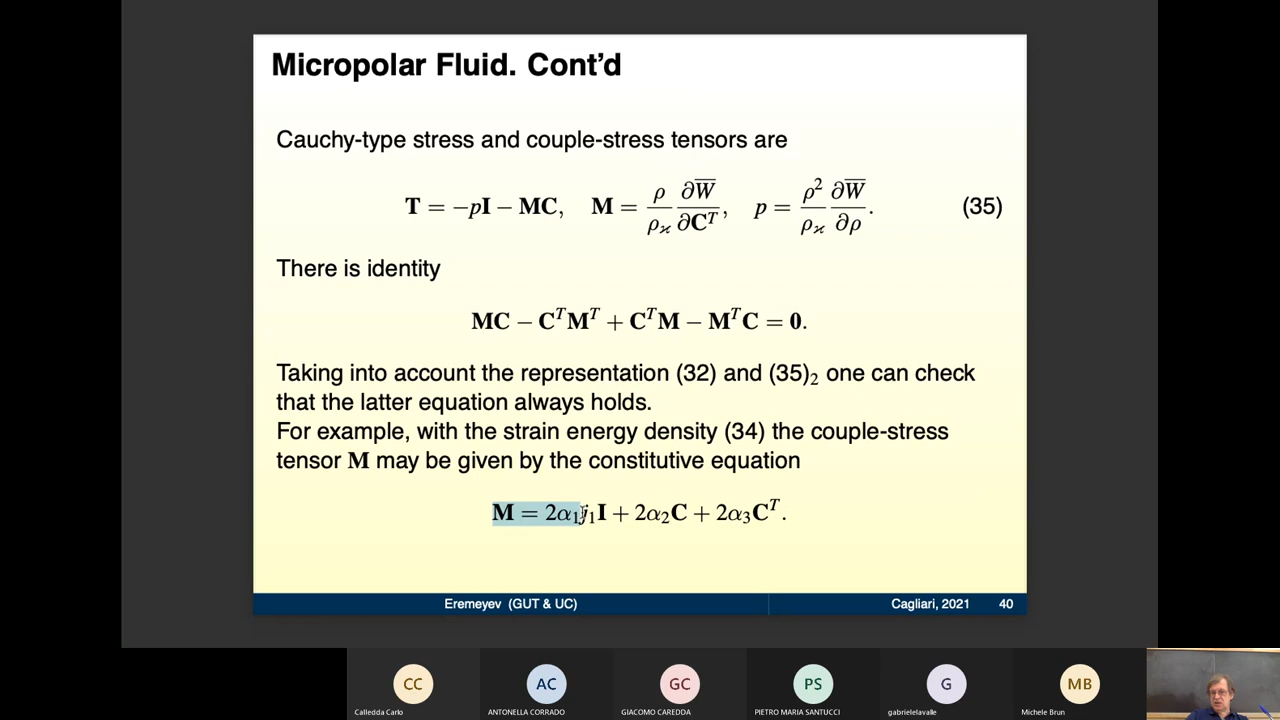 Micropolar Fluid. Cont'd
Cauchy-type stress and couple-stress tensors are
T = −pI − MC, M = ρ/ρϰ ∂W̅/∂Cᵀ, p = ρ²/ρϰ ∂W̅/∂ρ. (35)
There is identity
MC − CᵀMᵀ + CᵀM − MᵀC = 0.
Taking into account the representation (32) and (35)₂ one can check
that the latter equation always holds.
For example, with the strain energy density (34) the couple-stress
tensor M may be given by the constitutive equation
M = 2α₁j₁I + 2α₂C + 2α₃Cᵀ.
Eremeyev (GUT & UC) Cagliari, 2021 40
CC AC GC PS G MB
Calledda Carlo ANTONELLA CORRADO GIACOMO CAREDDA PIETRO MARIA SANTUCCI gabrielelavalle Michele Brun